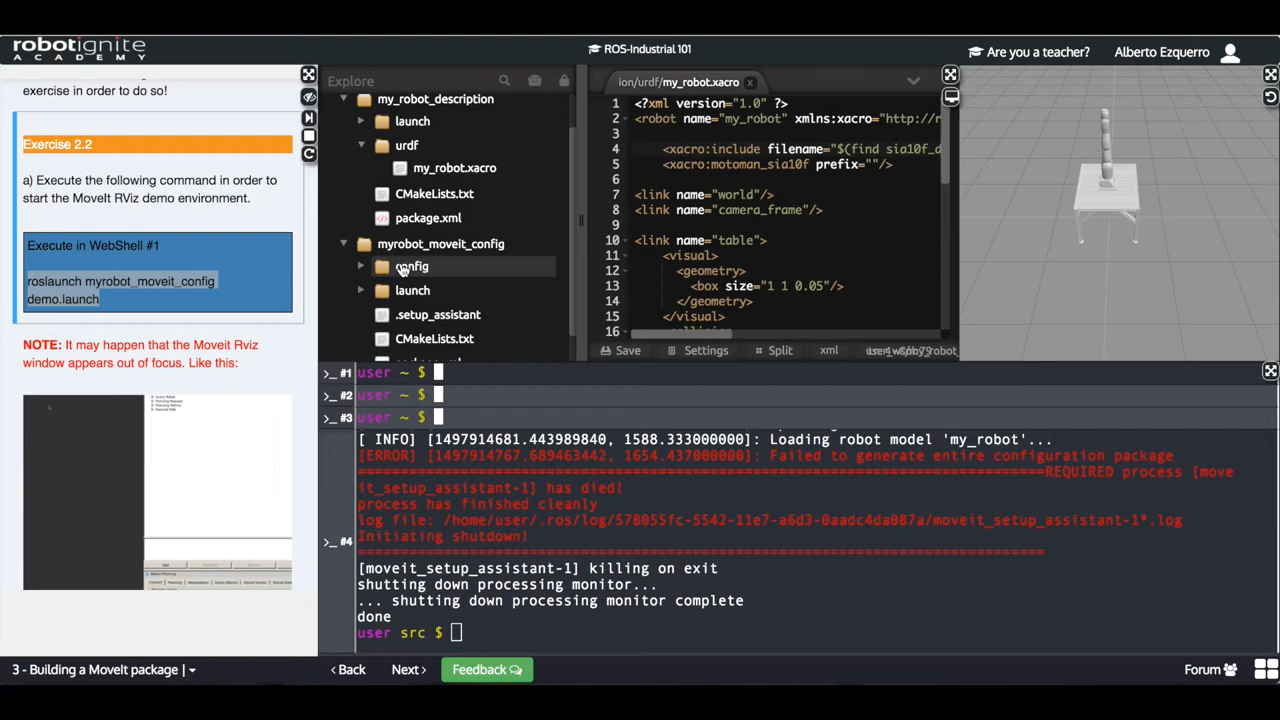 robotignite
ACADEMY
ROS-Industrial 101
Are you a teacher?
Alberto Ezquerro
exercise in order to do so!
Exercise 2.2
a) Execute the following command in order to
start the MoveIt RViz demo environment.
Execute in WebShell #1
roslaunch myrobot_moveit_config
demo.launch
NOTE: It may happen that the Moveit Rviz
window appears out of focus. Like this:
Explore
my_robot_description
launch
urdf
my_robot.xacro
CMakeLists.txt
package.xml
myrobot_moveit_config
config
launch
.setup_assistant
CMakeLists.txt
ion/urdf/my_robot.xacro
1 <?xml version="1.0" ?>
2 <robot name="my_robot" xmlns:xacro="http://r
3
4 <xacro:include filename="$(find sia10f_d
5 <xacro:motoman_sia10f prefix=""/>
6
7 <link name="world"/>
8 <link name="camera_frame"/>
9
10 <link name="table">
11 <visual>
12 <geometry>
13 <box size="1 1 0.05"/>
14 </geometry>
15 </visual>
16
Save
Settings
Split
xml
>_ #1 user ~ $
>_ #2 user ~ $
>_ #3 user ~ $
[ INFO] [1497914681.443989840, 1588.333000000]: Loading robot model 'my_robot'...
[ERROR] [1497914767.689463442, 1654.437000000]: Failed to generate entire configuration package
================================================================================REQUIRED process [move
it_setup_assistant-1] has died!
process has finished cleanly
log file: /home/user/.ros/log/578055fc-5542-11e7-a6d3-0aadc4da087a/moveit_setup_assistant-1*.log
Initiating shutdown!
================================================================================
[moveit_setup_assistant-1] killing on exit
shutting down processing monitor...
... shutting down processing monitor complete
done
>_ #4
user src $
3 - Building a MoveIt package |
Back
Next
Feedback
Forum